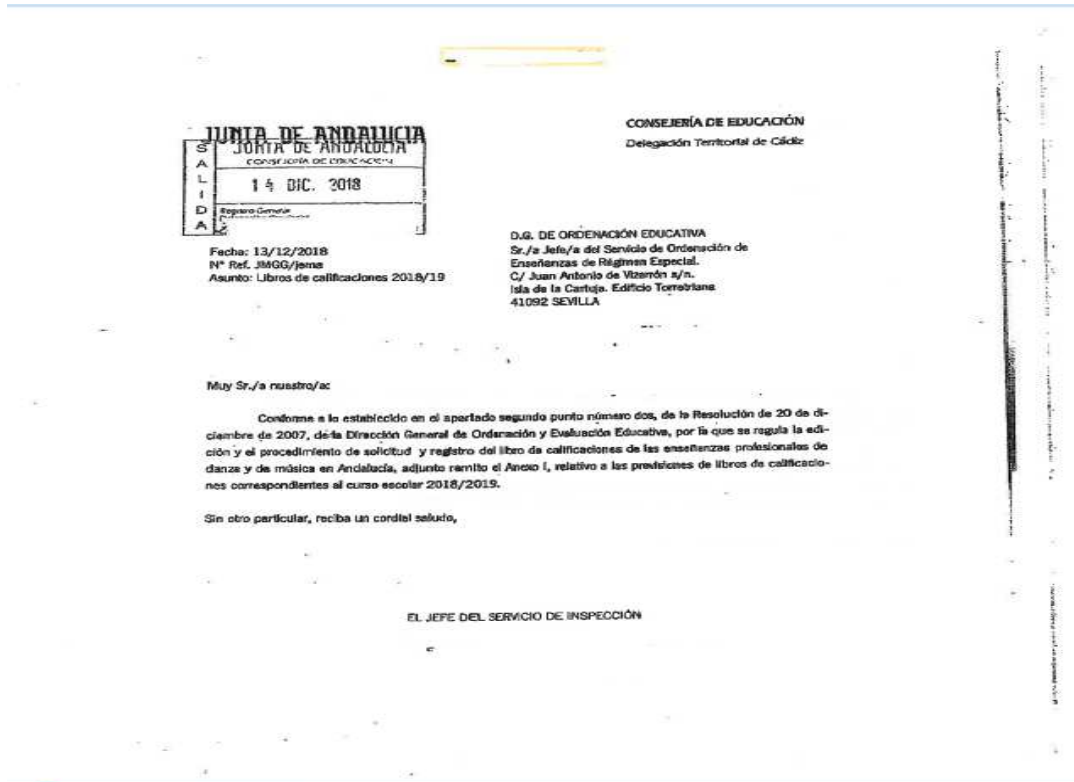 JUNTA DE ANDALUCIA
JUNTA DE ANDALUCIA
CONSEJERÍA DE EDUCACIÓN
SALIDA
14 DIC. 2018
Registro General
CONSEJERÍA DE EDUCACIÓN
Delegación Territorial de Cádiz
Fecha: 13/12/2018
Nº Ref. JMGG/jema
Asunto: Libros de calificaciones 2018/19
D.G. DE ORDENACIÓN EDUCATIVA
Sr./a Jefe/a del Servicio de Ordenación de
Enseñanzas de Régimen Especial.
C/ Juan Antonio de Vizarrón s/n.
Isla de la Cartuja. Edificio Torretriana
41092 SEVILLA
Muy Sr./a nuestro/a:
Conforme a lo establecido en el apartado segundo punto número dos, de la Resolución de 20 de di-
ciembre de 2007, de la Dirección General de Ordenación y Evaluación Educativa, por la que se regula la edi-
ción y el procedimiento de solicitud y registro del libro de calificaciones de las enseñanzas profesionales de
danza y de música en Andalucía, adjunto remito el Anexo I, relativo a las previsiones de libros de calificacio-
nes correspondientes al curso escolar 2018/2019.
Sin otro particular, reciba un cordial saludo,
EL JEFE DEL SERVICIO DE INSPECCIÓN